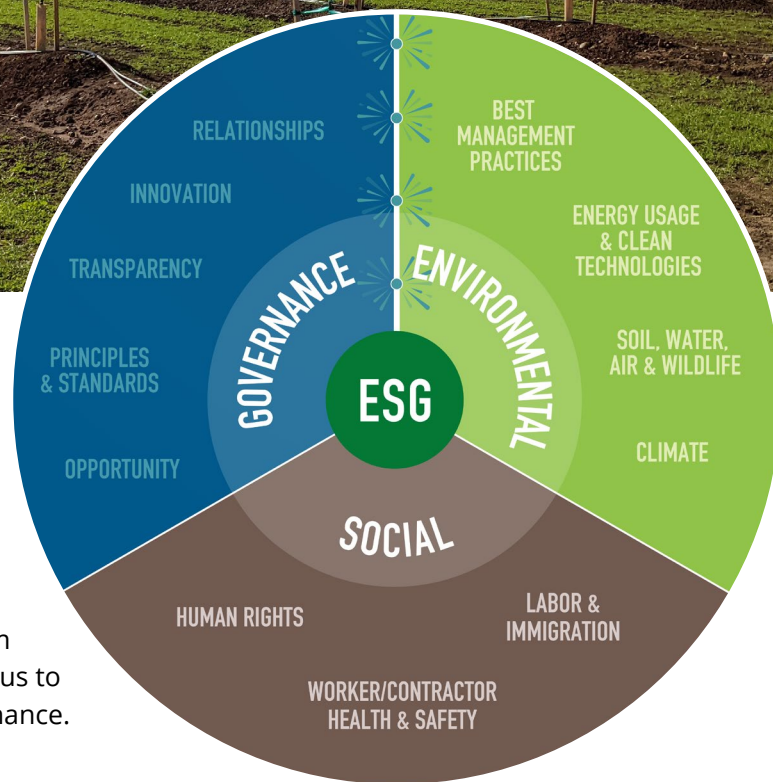 RELATIONSHIPS
INNOVATION
TRANSPARENCY
PRINCIPLES
& STANDARDS
OPPORTUNITY
GOVERNANCE
ENVIRONMENTAL
BEST
MANAGEMENT
PRACTICES
ENERGY USAGE
& CLEAN
TECHNOLOGIES
SOIL, WATER,
AIR & WILDLIFE
CLIMATE
ESG
SOCIAL
HUMAN RIGHTS
LABOR &
IMMIGRATION
WORKER/CONTRACTOR
HEALTH & SAFETY
us to